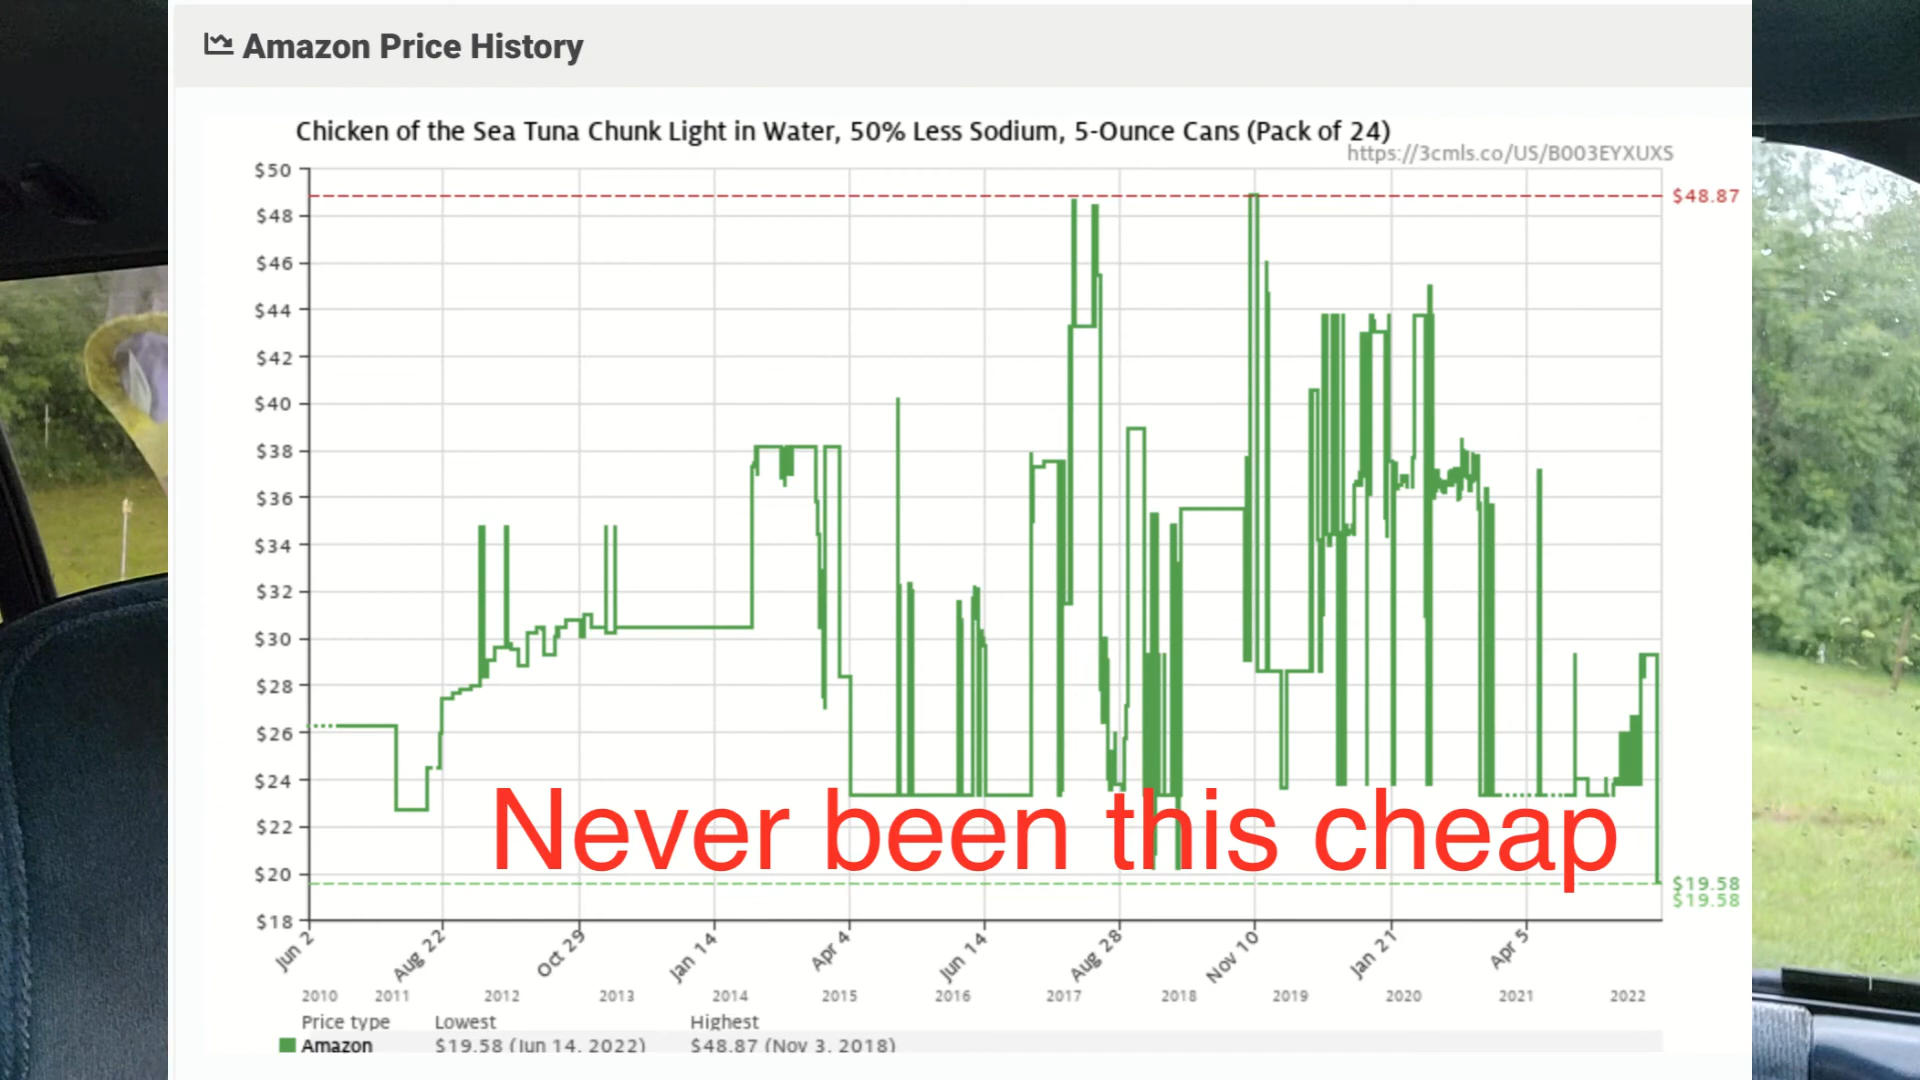 Amazon Price History
Chicken of the Sea Tuna Chunk Light in Water, 50% Less Sodium, 5-Ounce Cans (Pack of 24)
https://3cmls.co/US/B003EYXUXS
$50
$48.87
$48
$46
$44
$42
$40
$38
$36
$34
$32
$30
$28
$26
$24
Never been this cheap
$22
$20
$19.58
$19.58
$18
Jun 2 Aug 22 Oct 29 Jan 14 Apr 4 Jun 14 Aug 28 Nov 10 Jan 21 Apr 5
2010 2011 2012 2013 2014 2015 2016 2017 2018 2019 2020 2021 2022
Price type Lowest Highest
Amazon $19.58 (Jun 14, 2022) $48.87 (Nov 3, 2018)